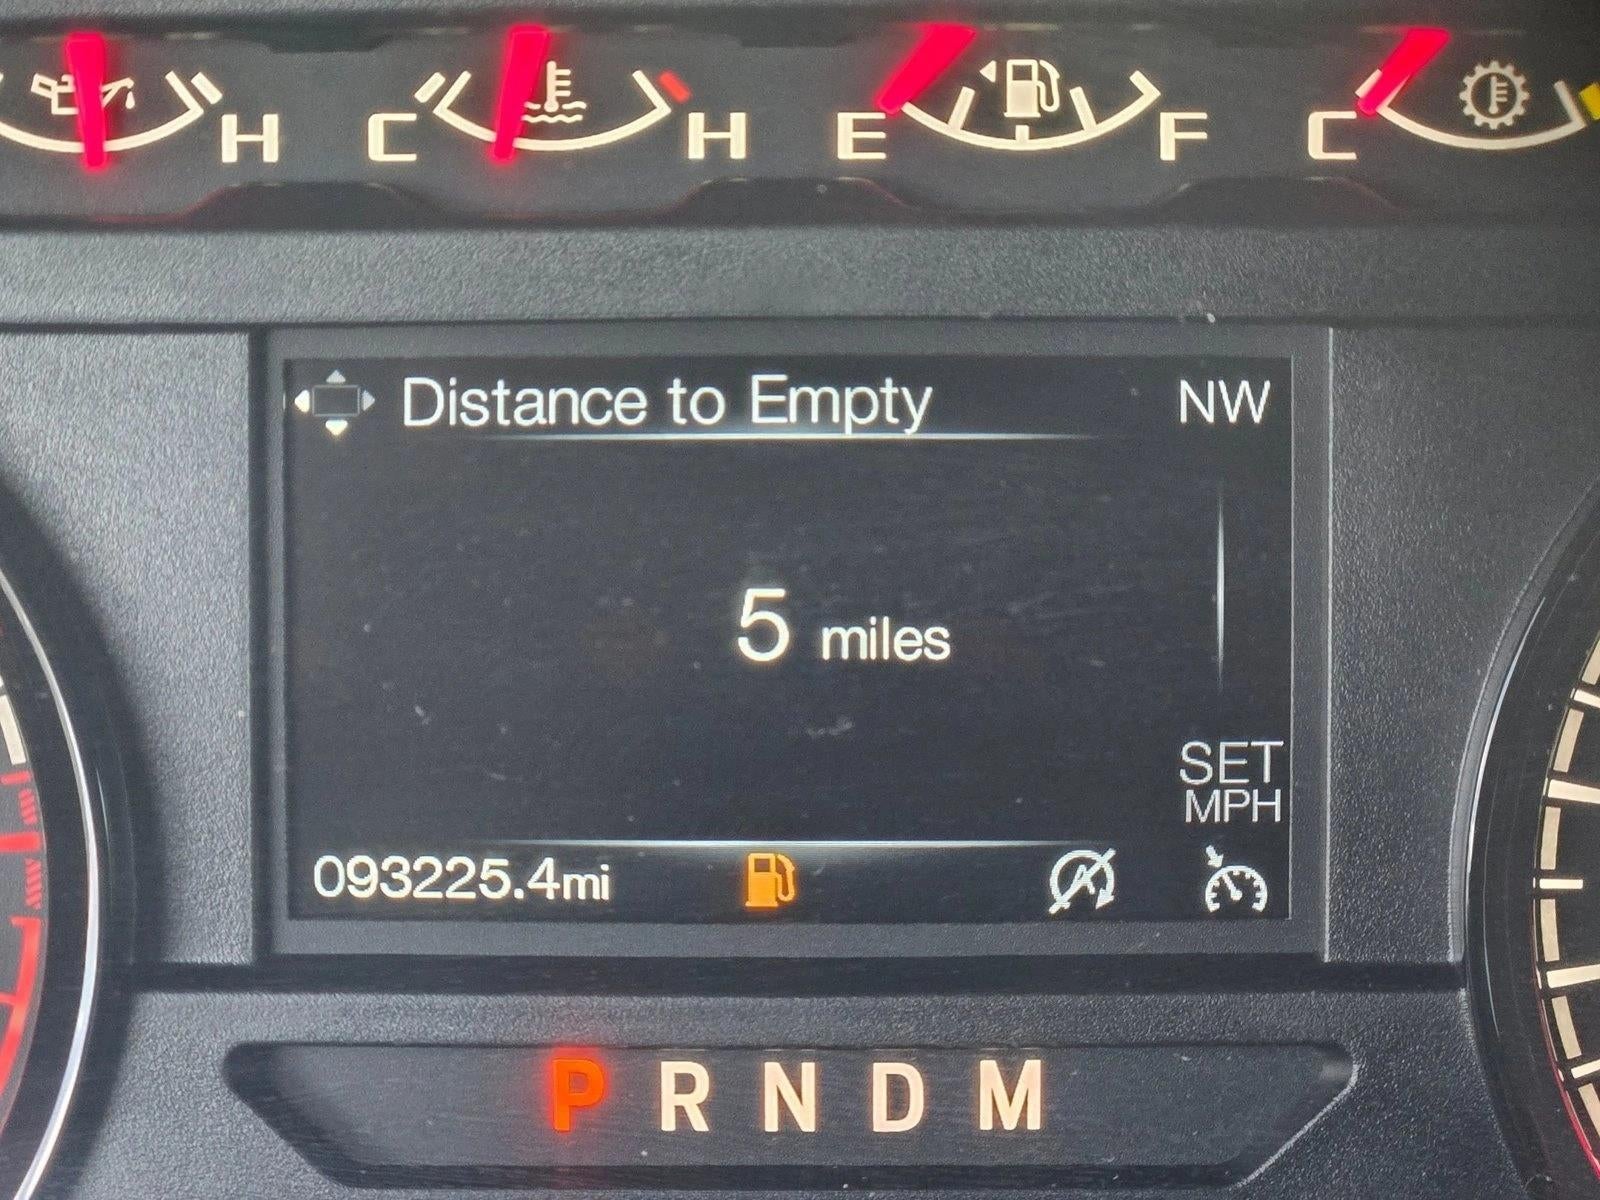 H C H E F C
Distance to Empty NW
5 miles
SET
MPH
093225.4mi
P R N D M